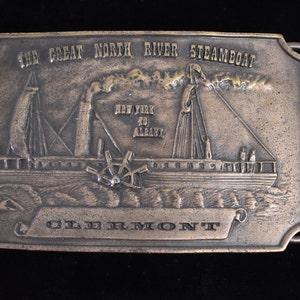 THE GREAT NORTH RIVER STEAMBOAT
NEW YORK
TO
ALBANY
CLERMONT